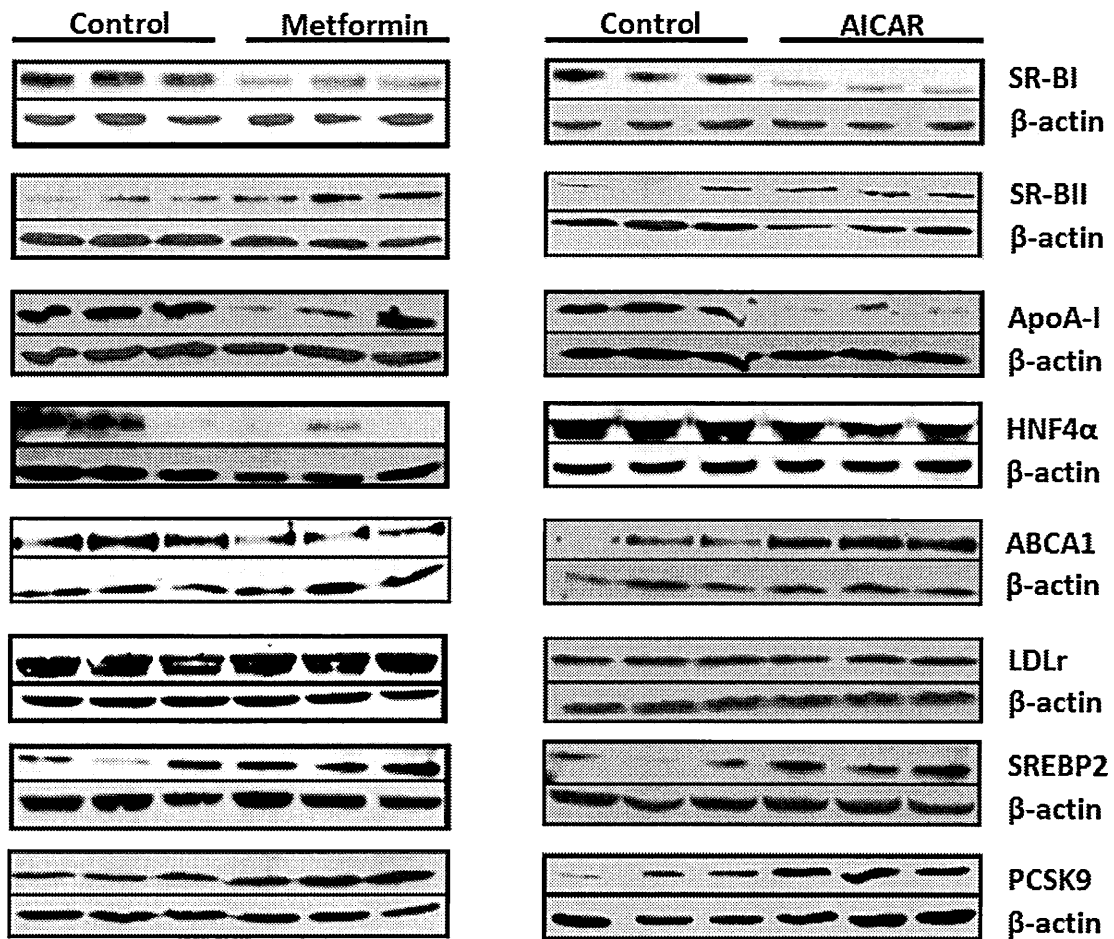 Control Metformin Control AICAR
SR-BI
β-actin
SR-BII
β-actin
ApoA-I
β-actin
HNF4α
β-actin
ABCA1
β-actin
LDLr
β-actin
SREBP2
β-actin
PCSK9
β-actin